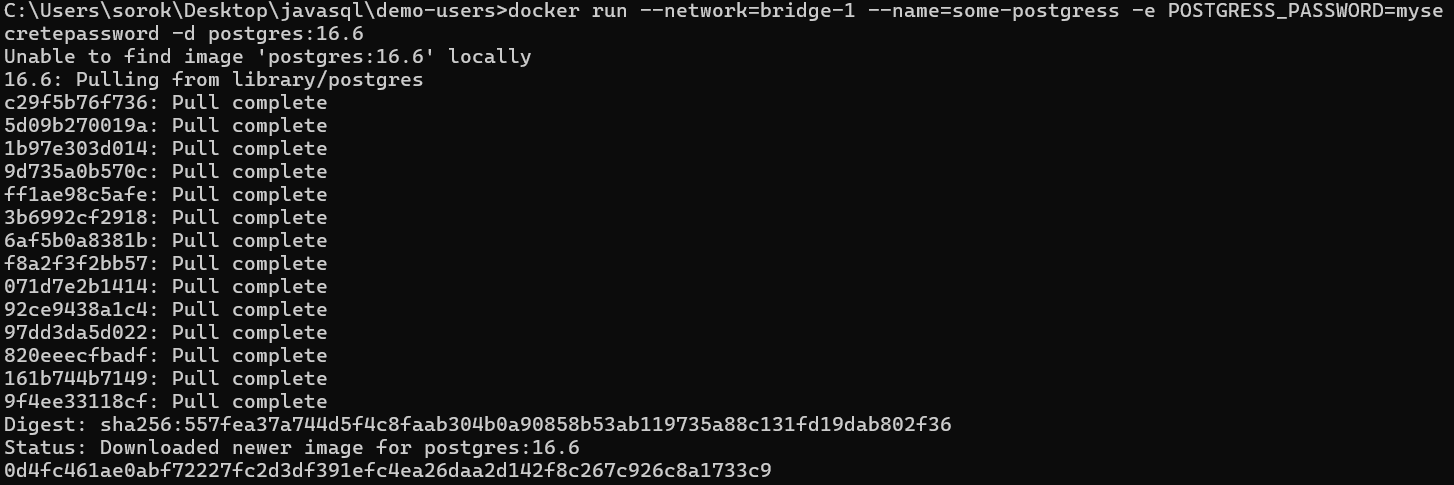 C:\Users\sorok\Desktop\javasql\demo-users>docker run --network=bridge-1 --name=some-postgress -e POSTGRESS_PASSWORD=myse
cretepassword -d postgres:16.6
Unable to find image 'postgres:16.6' locally
16.6: Pulling from library/postgres
c29f5b76f736: Pull complete
5d09b270019a: Pull complete
1b97e303d014: Pull complete
9d735a0b570c: Pull complete
ff1ae98c5afe: Pull complete
3b6992cf2918: Pull complete
6af5b0a8381b: Pull complete
f8a2f3f2bb57: Pull complete
071d7e2b1414: Pull complete
92ce9438a1c4: Pull complete
97dd3da5d022: Pull complete
820eeecfbadf: Pull complete
161b744b7149: Pull complete
9f4ee33118cf: Pull complete
Digest: sha256:557fea37a744d5f4c8faab304b0a90858b53ab119735a88c131fd19dab802f36
Status: Downloaded newer image for postgres:16.6
0d4fc461ae0abf72227fc2d3df391efc4ea26daa2d142f8c267c926c8a1733c9